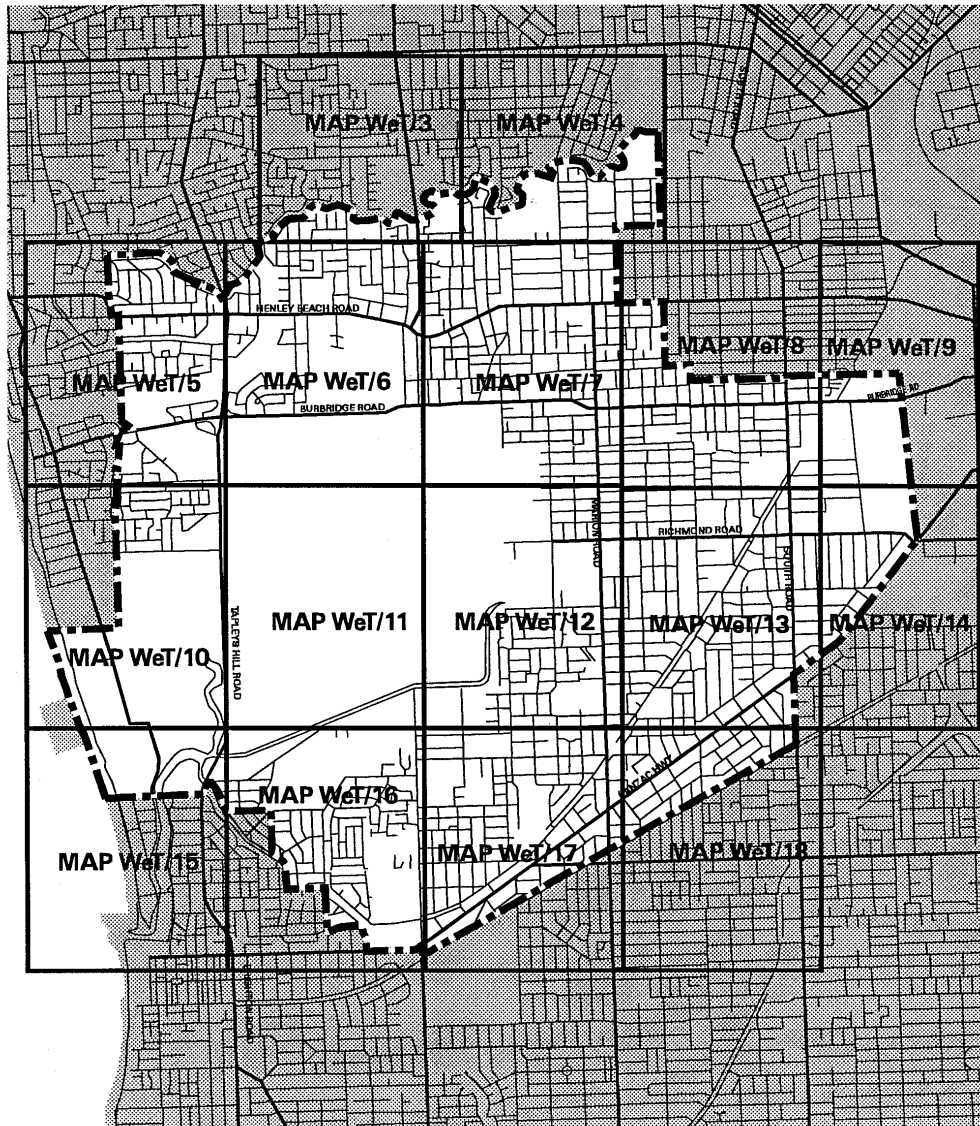 MAP WeT/3
MAP WeT/4
HENLEY BEACH ROAD
MAP WeT/5
MAP WeT/6
MAP WeT/7
MAP WeT/8
MAP WeT/9
BURBRIDGE ROAD
BURBRIDGE ROAD
MARION ROAD
RICHMOND ROAD
SOUTH ROAD
TAPLEYS HILL ROAD
MAP WeT/10
MAP WeT/11
MAP WeT/12
MAP WeT/13
MAP WeT/14
ANZAC HWY
MAP WeT/15
MAP WeT/16
MAP WeT/17
MAP WeT/18
BRIGHTON ROAD